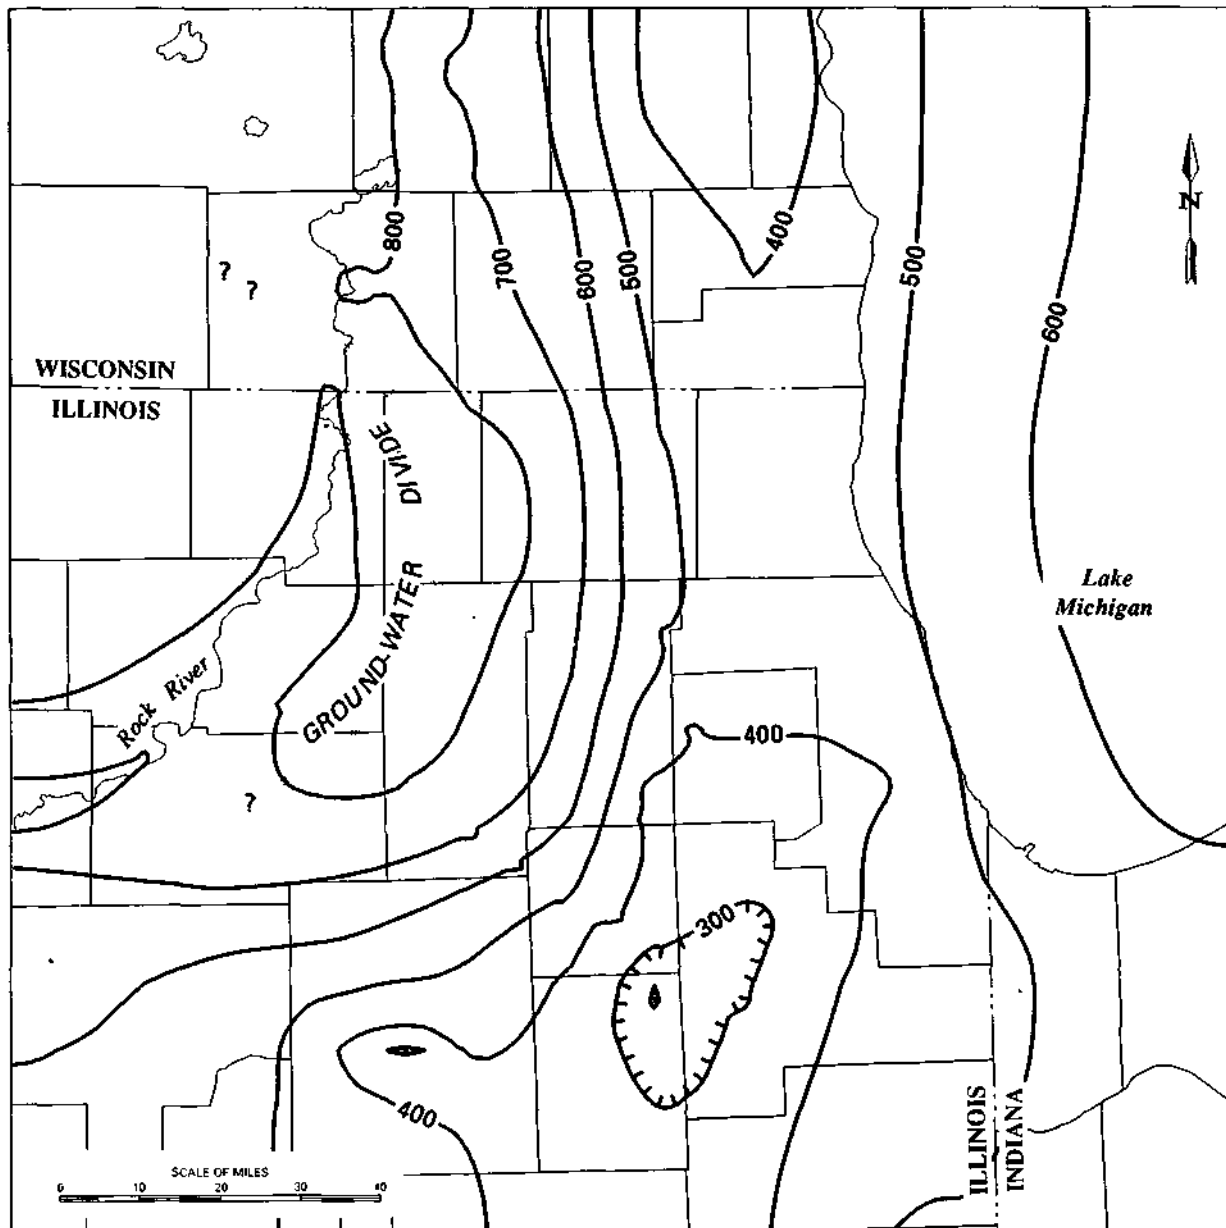 N
800
700
600
500
400
500
600
?
?
WISCONSIN
ILLINOIS
GROUND-WATER DIVIDE
Lake
Michigan
Rock River
400
?
300
400
ILLINOIS
INDIANA
SCALE OF MILES
0 10 20 30 40